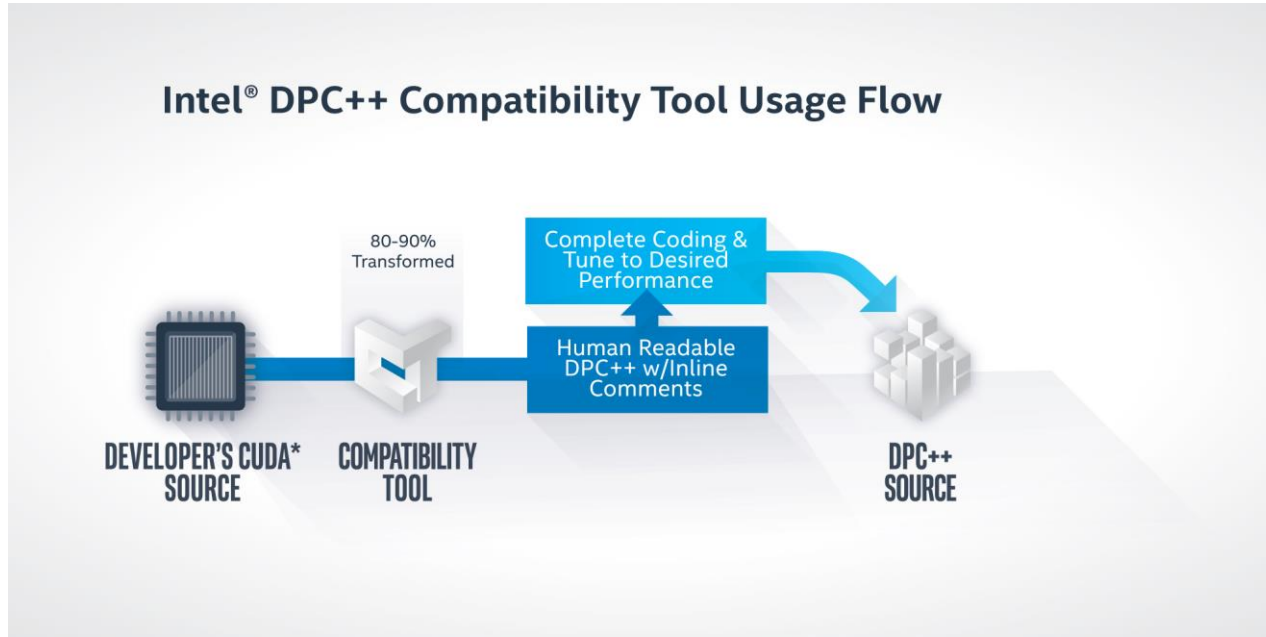 Intel® DPC++ Compatibility Tool Usage Flow
80-90%
Transformed
Complete Coding &
Tune to Desired
Performance
Human Readable
DPC++ w/Inline
Comments
DEVELOPER'S CUDA*
SOURCE
COMPATIBILITY
TOOL
DPC++
SOURCE